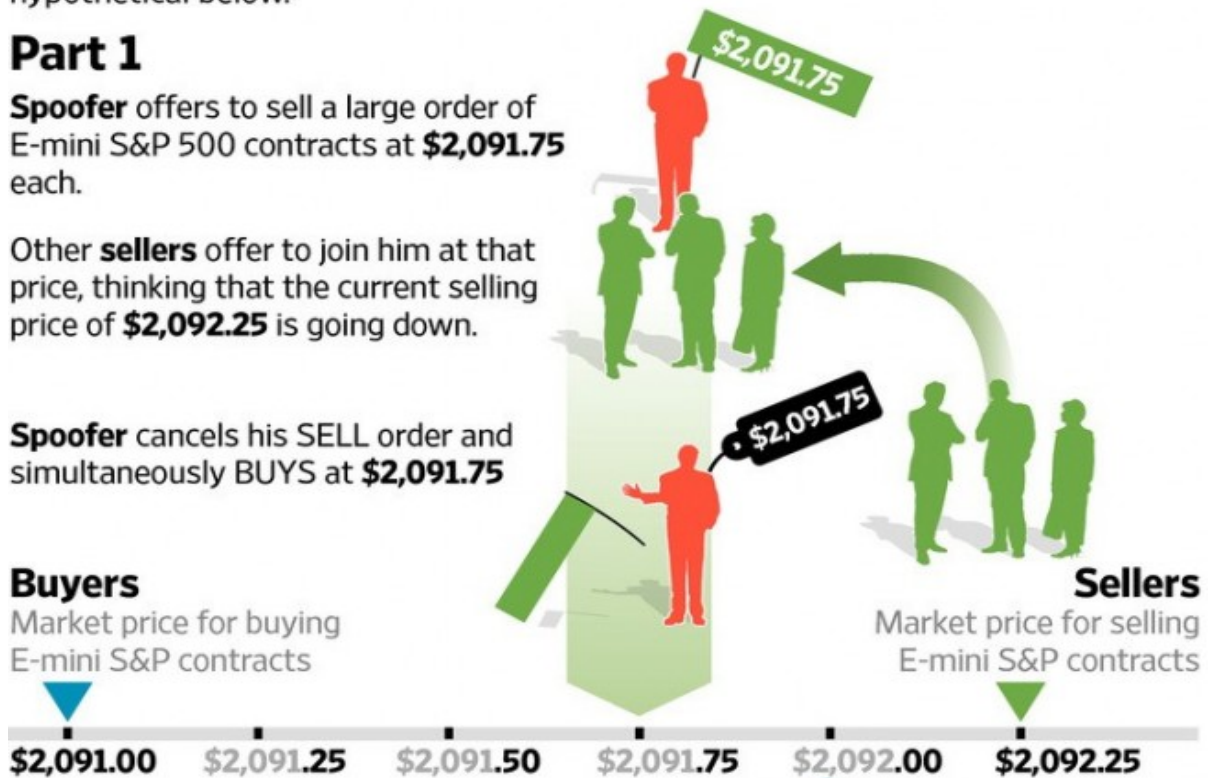 hypothetical below.
Part 1
Spoofer offers to sell a large order of
E-mini S&P 500 contracts at $2,091.75
each.
$2,091.75
Other sellers offer to join him at that
price, thinking that the current selling
price of $2,092.25 is going down.
Spoofer cancels his SELL order and
simultaneously BUYS at $2,091.75
$2,091.75
Buyers
Market price for buying
E-mini S&P contracts
Sellers
Market price for selling
E-mini S&P contracts
$2,091.00 $2,091.25 $2,091.50 $2,091.75 $2,092.00 $2,092.25